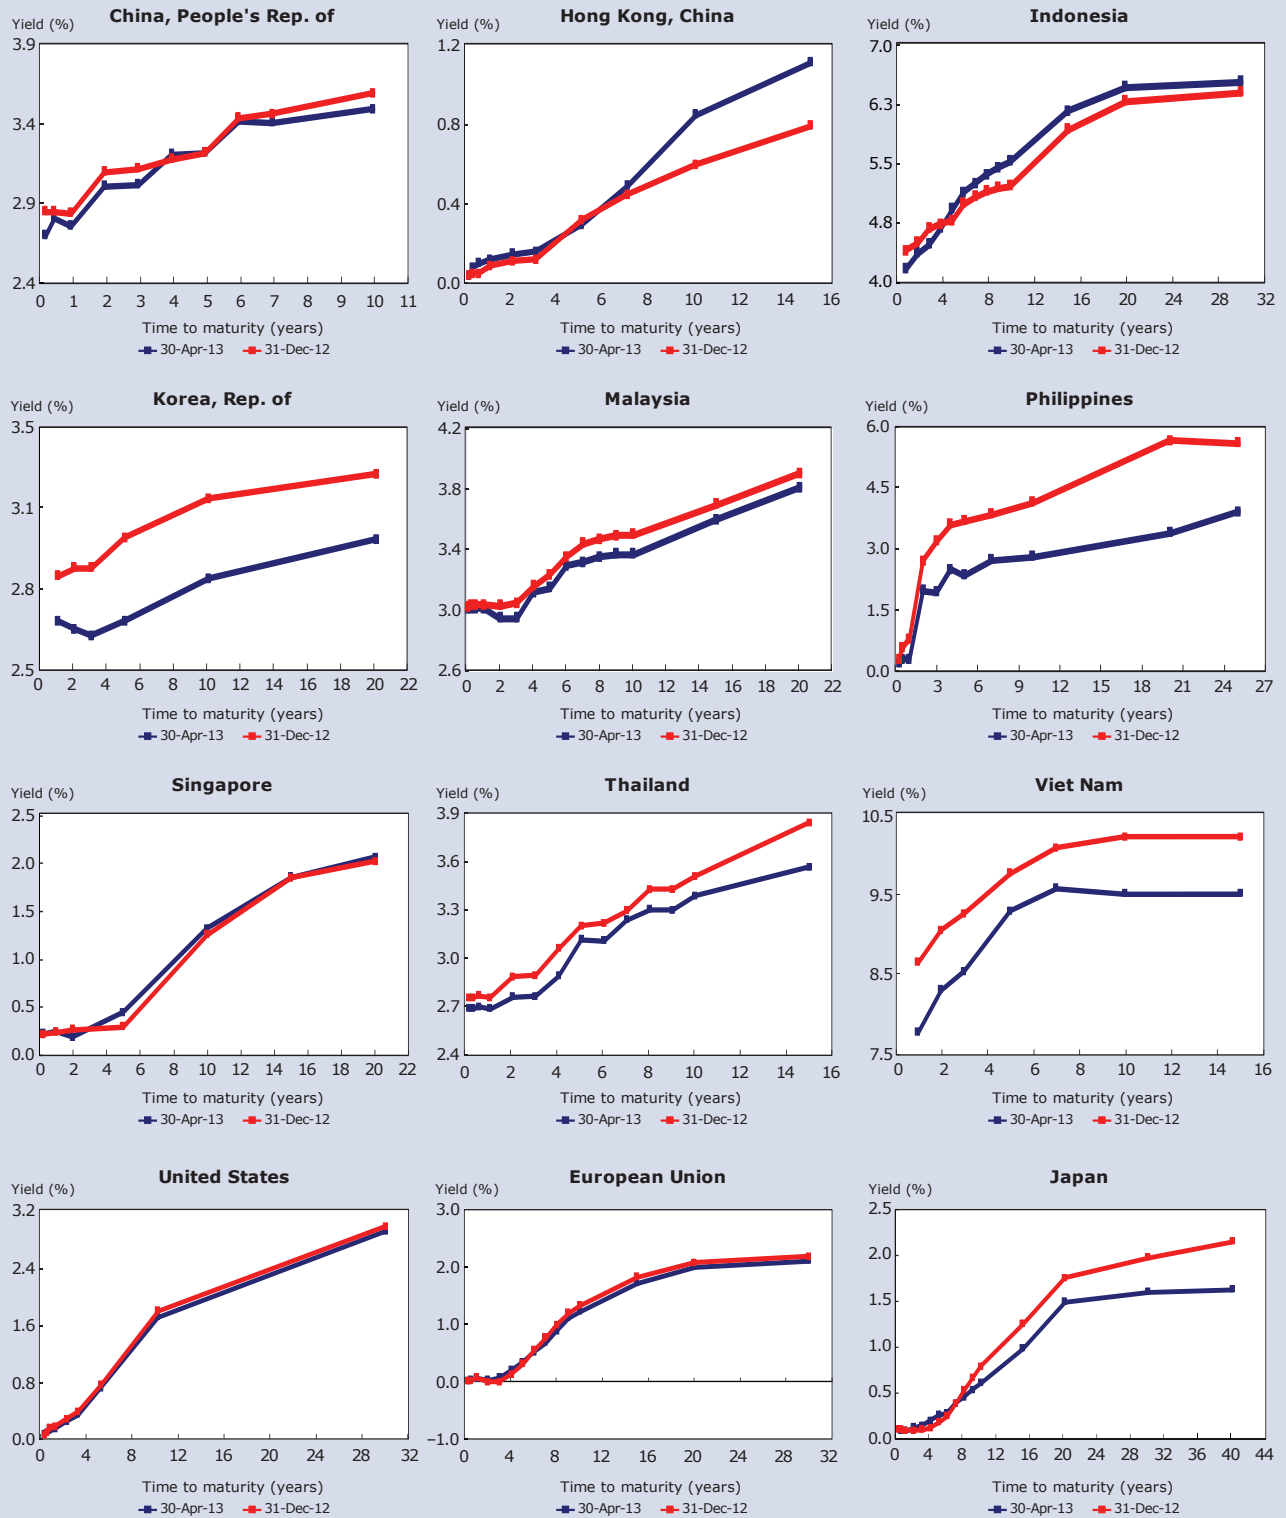 China, People's Rep. of
Yield (%)
3.9
3.4
2.9
2.4
0 1 2 3 4 5 6 7 8 9 10 11
Time to maturity (years)
30-Apr-13 31-Dec-12
Hong Kong, China
Yield (%)
1.2
0.8
0.4
0.0
0 2 4 6 8 10 12 14 16
Time to maturity (years)
30-Apr-13 31-Dec-12
Indonesia
Yield (%)
7.0
6.3
5.5
4.8
4.0
0 4 8 12 16 20 24 28 32
Time to maturity (years)
30-Apr-13 31-Dec-12
Korea, Rep. of
Yield (%)
3.5
3.1
2.8
2.5
0 2 4 6 8 10 12 14 16 18 20 22
Time to maturity (years)
30-Apr-13 31-Dec-12
Malaysia
Yield (%)
4.2
3.8
3.4
3.0
2.6
0 2 4 6 8 10 12 14 16 18 20 22
Time to maturity (years)
30-Apr-13 31-Dec-12
Philippines
Yield (%)
6.0
4.5
3.0
1.5
0.0
0 3 6 9 12 15 18 21 24 27
Time to maturity (years)
30-Apr-13 31-Dec-12
Singapore
Yield (%)
2.5
2.0
1.5
1.0
0.5
0.0
0 2 4 6 8 10 12 14 16 18 20 22
Time to maturity (years)
30-Apr-13 31-Dec-12
Thailand
Yield (%)
3.9
3.6
3.3
3.0
2.7
2.4
0 2 4 6 8 10 12 14 16
Time to maturity (years)
30-Apr-13 31-Dec-12
Viet Nam
Yield (%)
10.5
9.5
8.5
7.5
0 2 4 6 8 10 12 14 16
Time to maturity (years)
30-Apr-13 31-Dec-12
United States
Yield (%)
3.2
2.4
1.6
0.8
0.0
0 4 8 12 16 20 24 28 32
Time to maturity (years)
30-Apr-13 31-Dec-12
European Union
Yield (%)
3.0
2.0
1.0
0.0
–1.0
0 4 8 12 16 20 24 28 32
Time to maturity (years)
30-Apr-13 31-Dec-12
Japan
Yield (%)
2.5
2.0
1.5
1.0
0.5
0.0
0 4 8 12 16 20 24 28 32 36 40 44
Time to maturity (years)
30-Apr-13 31-Dec-12